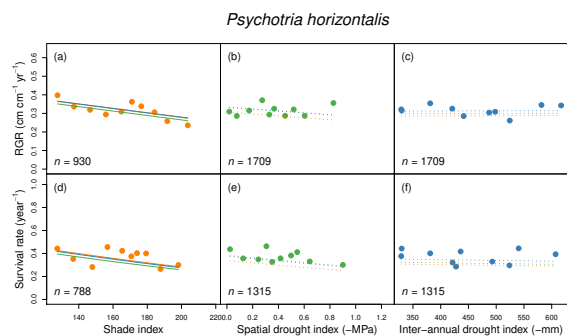 Psychotria horizontalis
(a) (b) (c)
RGR (cm cm⁻¹ yr⁻¹)
0.0 0.1 0.2 0.3 0.4 0.5 0.6
n = 930 n = 1709 n = 1709
(d) (e) (f)
Survival rate (year⁻¹)
0.0 0.2 0.4 0.6 0.8 1.0
n = 788 n = 1315 n = 1315
140 160 180 200 0.0 0.2 0.4 0.6 0.8 1.0 350 400 450 500 550 600
Shade index Spatial drought index (−MPa) Inter−annual drought index (−mm)